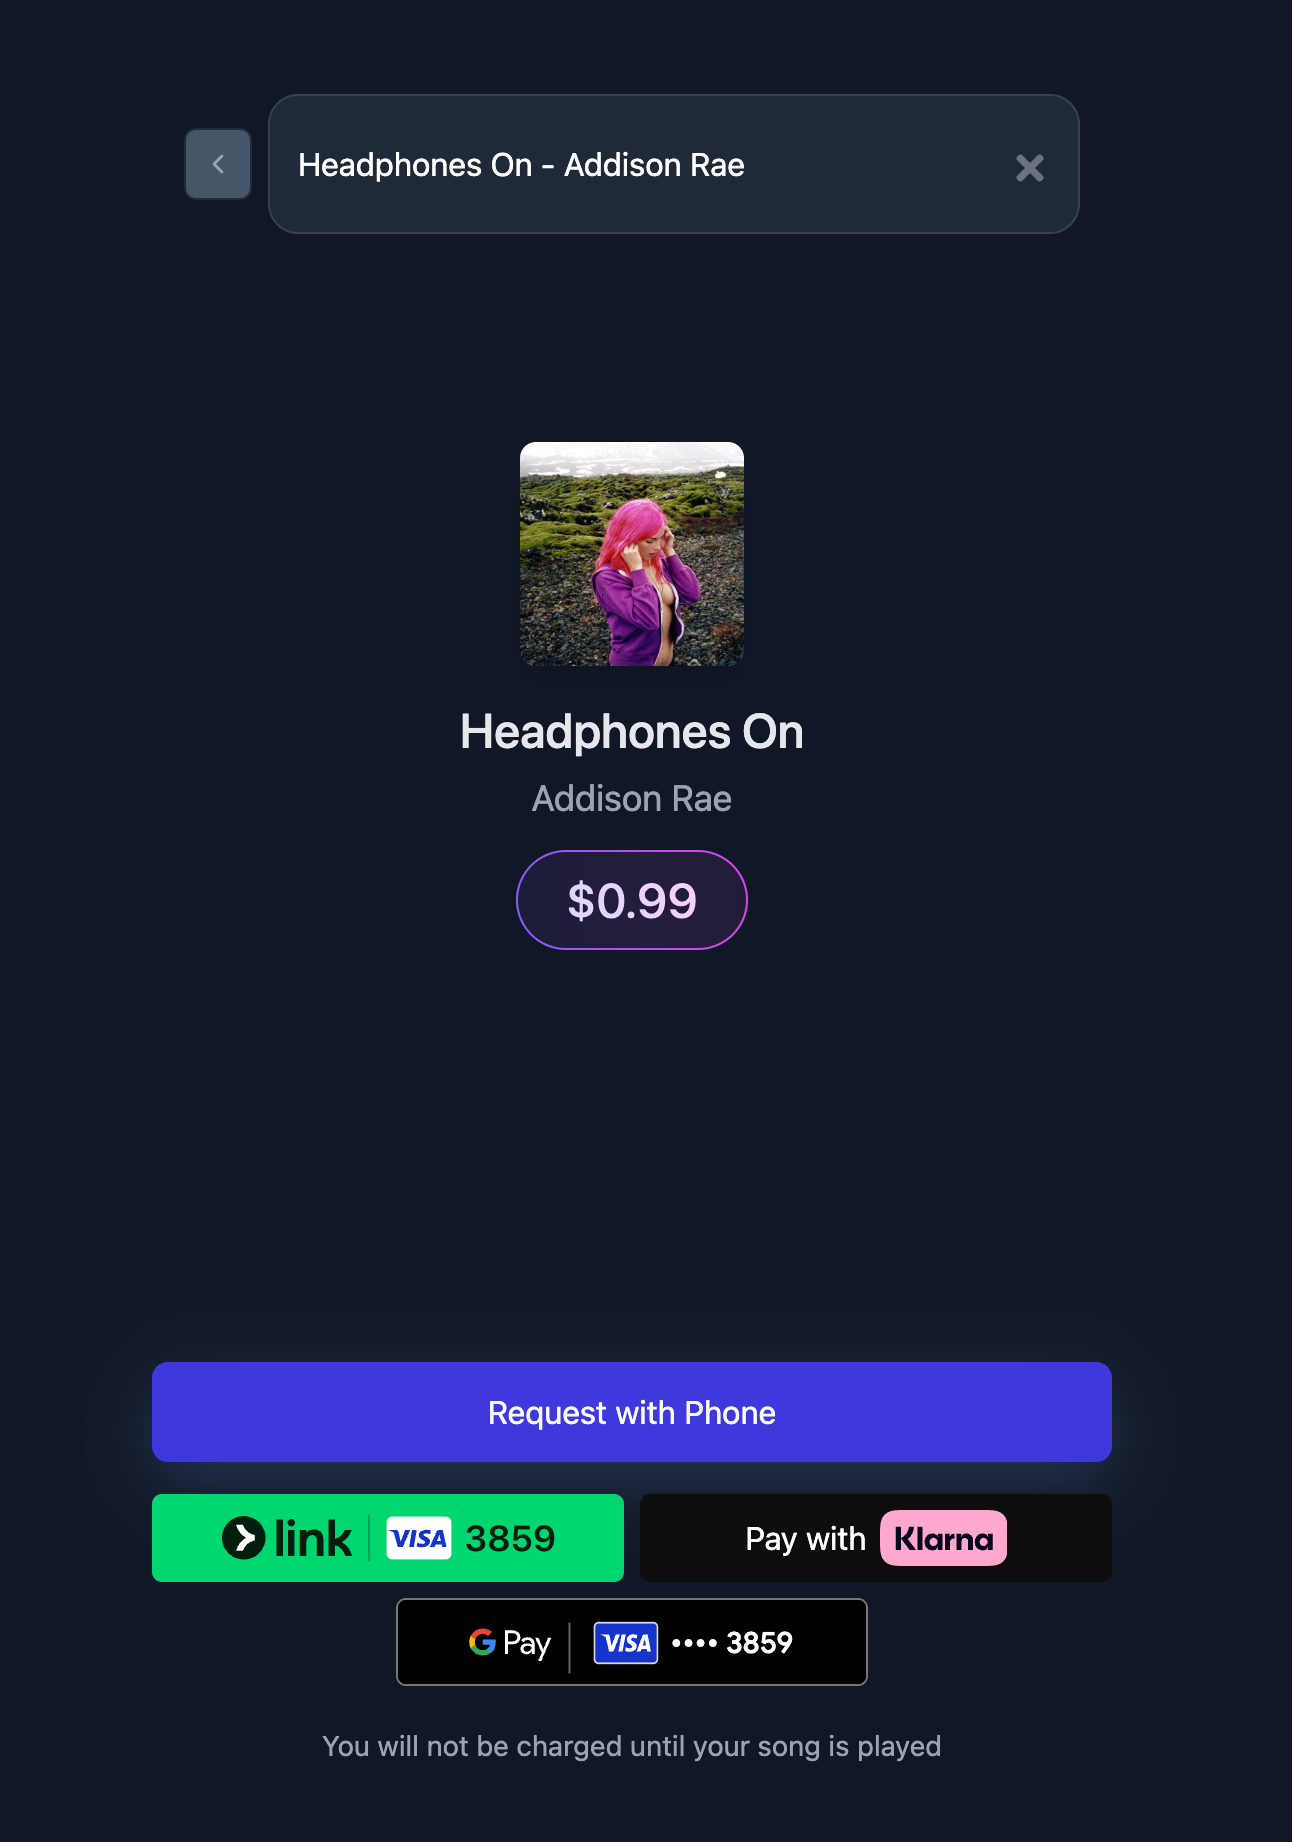 Headphones On - Addison Rae
Headphones On
Addison Rae
$0.99
Request with Phone
link VISA 3859
Pay with Klarna
G Pay VISA •••• 3859
You will not be charged until your song is played